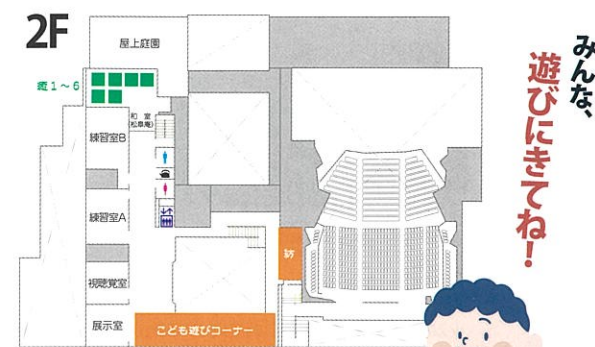 2F
屋上庭園
蔵1～6
和室
(松阜庵)
練習室B
練習室A
視聴覚室
展示室
こども遊びコーナー
訪
みんな、
遊びにきてね！